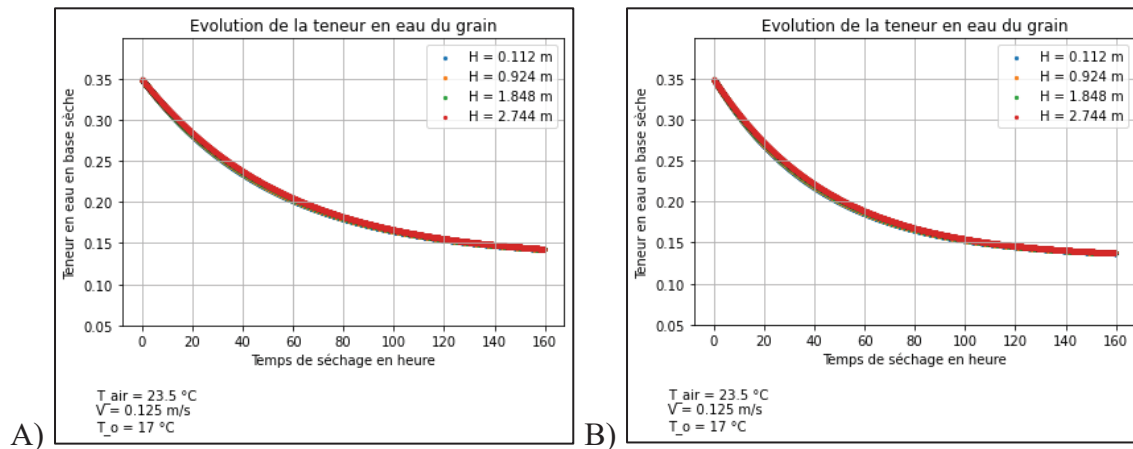 Evolution de la teneur en eau du grain
H = 0.112 m
H = 0.924 m
H = 1.848 m
H = 2.744 m
Teneur en eau en base sèche
0.35
0.30
0.25
0.20
0.15
0.10
0.05
0 20 40 60 80 100 120 140 160
Temps de séchage en heure
T_air = 23.5 °C
V = 0.125 m/s
T_o = 17 °C
A)
Evolution de la teneur en eau du grain
H = 0.112 m
H = 0.924 m
H = 1.848 m
H = 2.744 m
Teneur en eau en base sèche
0.35
0.30
0.25
0.20
0.15
0.10
0.05
0 20 40 60 80 100 120 140 160
Temps de séchage en heure
T_air = 23.5 °C
V = 0.125 m/s
T_o = 17 °C
B)